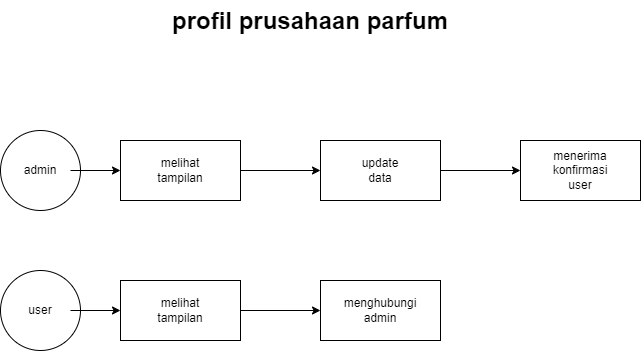 profil prusahaan parfum
admin
melihat
tampilan
update
data
menerima
konfirmasi
user
user
melihat
tampilan
menghubungi
admin